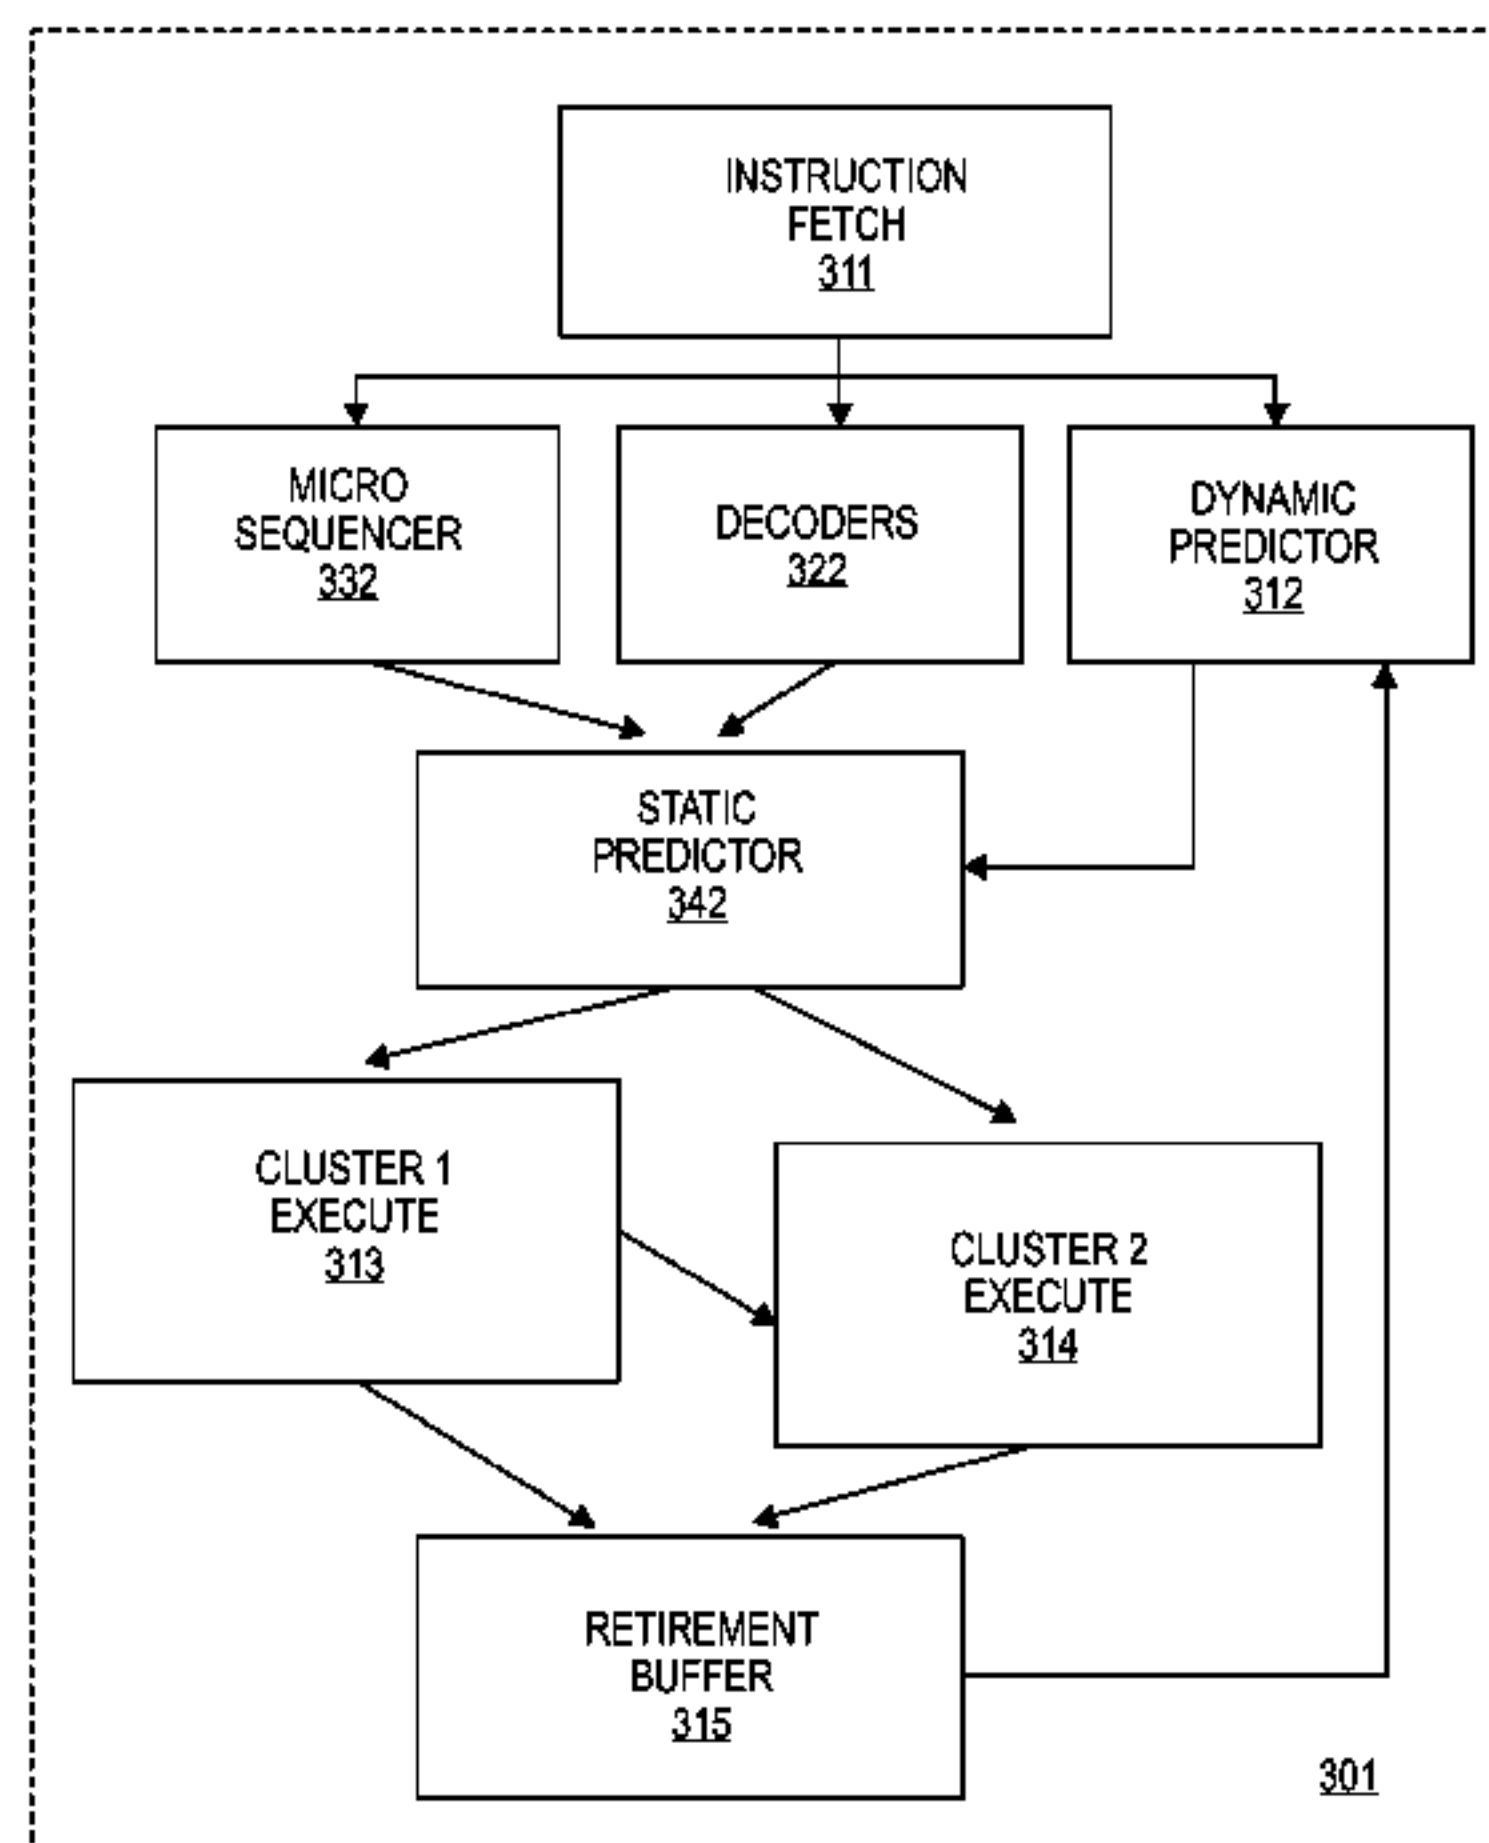 INSTRUCTION
FETCH
311
MICRO
SEQUENCER
332
DECODERS
322
DYNAMIC
PREDICTOR
312
STATIC
PREDICTOR
342
CLUSTER 1
EXECUTE
313
CLUSTER 2
EXECUTE
314
RETIREMENT
BUFFER
315
301